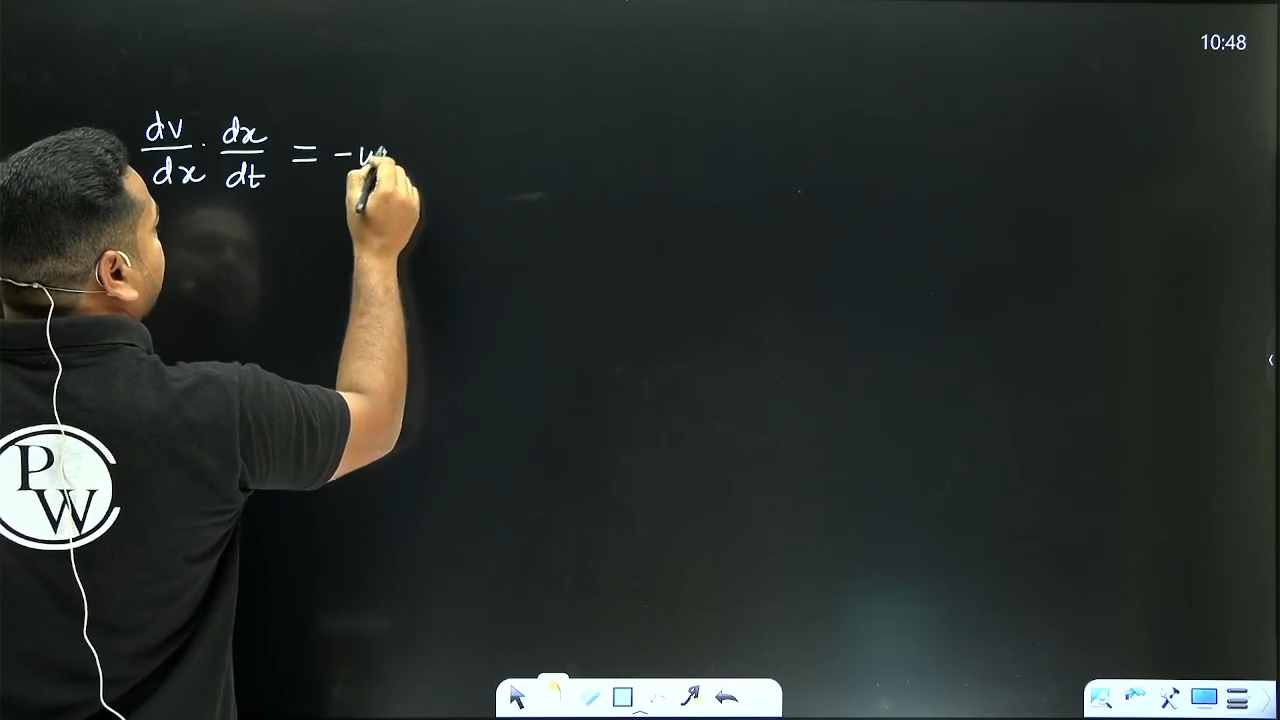 10:48
dv/dx · dx/dt = -
PW